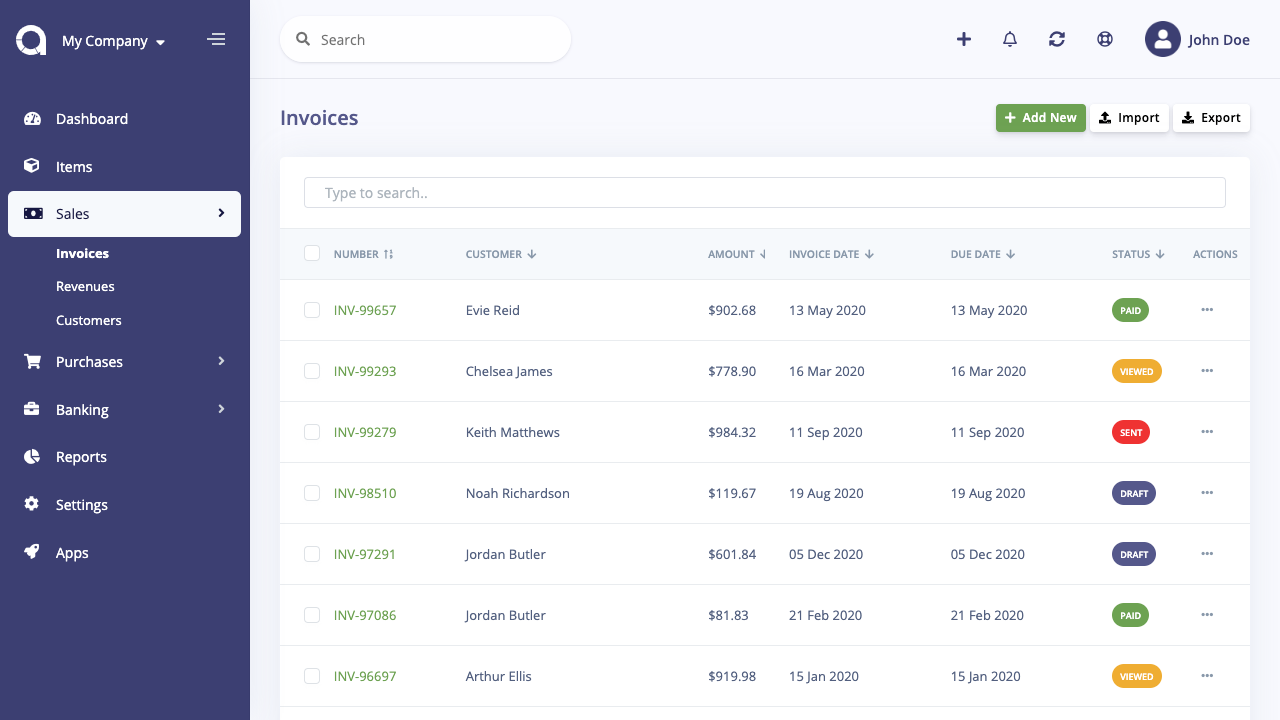 My Company
Search
John Doe
Dashboard
Items
Sales
Invoices
Revenues
Customers
Purchases
Banking
Reports
Settings
Apps
Invoices
Add New
Import
Export
Type to search..
NUMBER CUSTOMER AMOUNT INVOICE DATE DUE DATE STATUS ACTIONS
INV-99657 Evie Reid $902.68 13 May 2020 13 May 2020 PAID
INV-99293 Chelsea James $778.90 16 Mar 2020 16 Mar 2020 VIEWED
INV-99279 Keith Matthews $984.32 11 Sep 2020 11 Sep 2020 SENT
INV-98510 Noah Richardson $119.67 19 Aug 2020 19 Aug 2020 DRAFT
INV-97291 Jordan Butler $601.84 05 Dec 2020 05 Dec 2020 DRAFT
INV-97086 Jordan Butler $81.83 21 Feb 2020 21 Feb 2020 PAID
INV-96697 Arthur Ellis $919.98 15 Jan 2020 15 Jan 2020 VIEWED